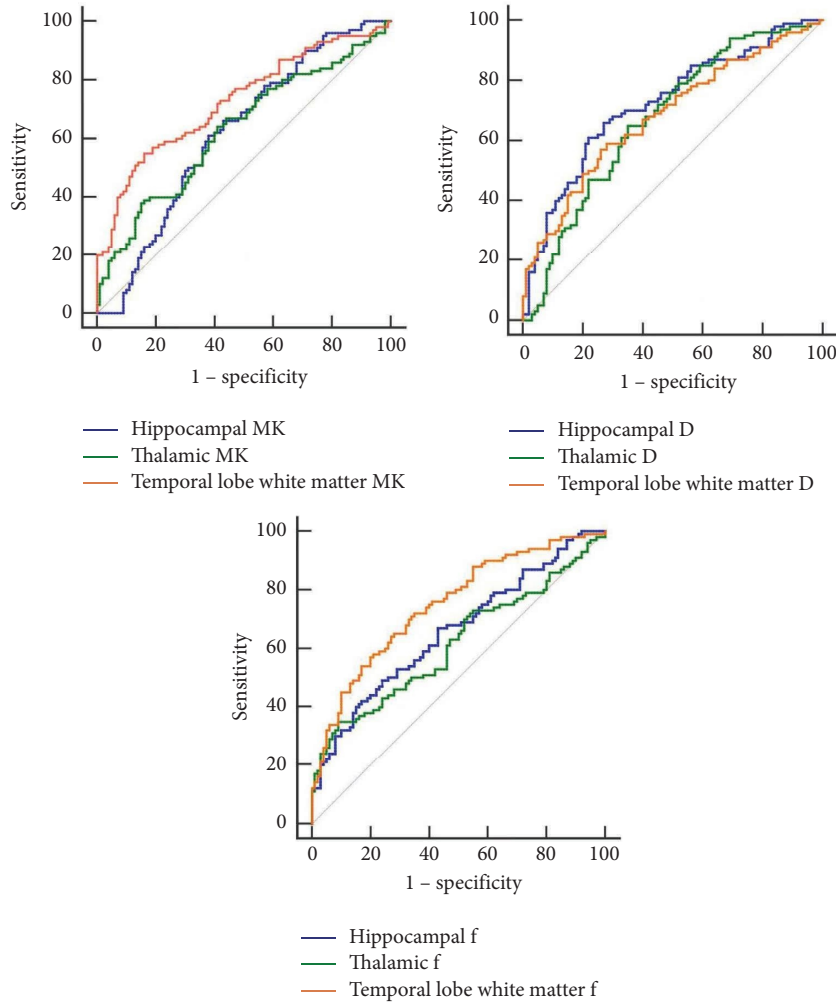 100
80
60
40
20
0
Sensitivity
0 20 40 60 80 100
1 – specificity
Hippocampal MK
Thalamic MK
Temporal lobe white matter MK
100
80
60
40
20
0
Sensitivity
0 20 40 60 80 100
1 – specificity
Hippocampal D
Thalamic D
Temporal lobe white matter D
100
80
60
40
20
0
Sensitivity
0 20 40 60 80 100
1 – specificity
Hippocampal f
Thalamic f
Temporal lobe white matter f